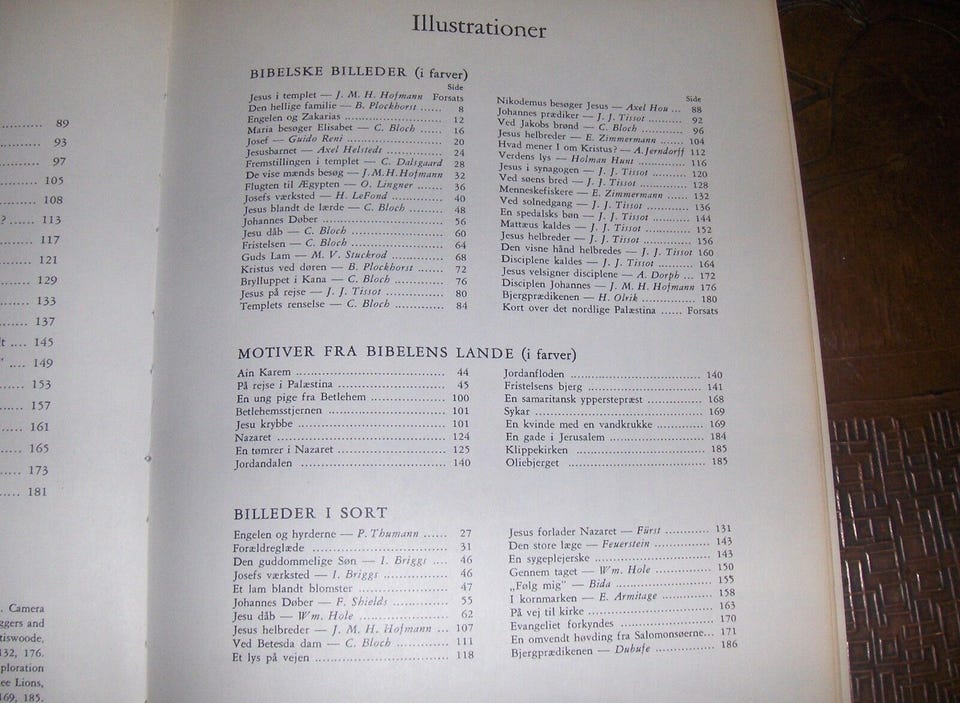 89
93
97
105
108
? ...... 113
117
121
129
133
137
t .... 145
" .... 149
153
157
161
165
173
181
. Camera
ggers and
tiswoode,
132, 176.
ploration
ee Lions,
169, 185.
Illustrationer
BIBELSKE BILLEDER (i farver)
Side
Jesus i templet — J. M. H. Hofmann Forsats
Den hellige familie — B. Plockhorst ...... 8
Engelen og Zakarias ...... 12
Maria besøger Elisabet — C. Bloch ...... 16
Josef — Guido Reni ...... 20
Jesusbarnet — Axel Helstedt ...... 24
Fremstillingen i templet — C. Dalsgaard 28
De vise mænds besøg — J.M.H.Hofmann 32
Flugten til Ægypten — O. Lingner ...... 36
Josefs værksted — H. LeFond ...... 40
Jesus blandt de lærde — C. Bloch ...... 48
Johannes Døber ...... 56
Jesu dåb — C. Bloch ...... 60
Fristelsen — C. Bloch ...... 64
Guds Lam — M. V. Stuckrod ...... 68
Kristus ved døren — B. Plockhorst ...... 72
Brylluppet i Kana — C. Bloch ...... 76
Jesus på rejse — J. J. Tissot ...... 80
Templets renselse — C. Bloch ...... 84
Side
Nikodemus besøger Jesus — Axel Hou ... 88
Johannes prædiker — J. J. Tissot ...... 92
Ved Jakobs brønd — C. Bloch ...... 96
Jesus helbreder — E. Zimmermann ...... 104
Hvad mener I om Kristus? — A.Jerndorff 112
Verdens lys — Holman Hunt ...... 116
Jesus i synagogen — J. J. Tissot ...... 120
Ved søens bred — J. J. Tissot ...... 128
Menneskefiskere — E. Zimmermann ...... 132
Ved solnedgang — J. J. Tissot ...... 136
En spedalsks bøn — J. J. Tissot ...... 144
Mattæus kaldes — J. J. Tissot ...... 152
Jesus helbreder — J. J. Tissot ...... 156
Den visne hånd helbredes — J. J. Tissot 160
Disciplene kaldes — J. J. Tissot ...... 164
Jesus velsigner disciplene — A. Dorph ... 172
Disciplen Johannes — J. M. H. Hofmann 176
Bjergprædikenen — H. Olrik ...... 180
Kort over det nordlige Palæstina ...... Forsats
MOTIVER FRA BIBELENS LANDE (i farver)
Ain Karem ...... 44
På rejse i Palæstina ...... 45
En ung pige fra Betlehem ...... 100
Betlehemsstjernen ...... 101
Jesu krybbe ...... 101
Nazaret ...... 124
En tømrer i Nazaret ...... 125
Jordandalen ...... 140
Jordanfloden ...... 140
Fristelsens bjerg ...... 141
En samaritansk ypperstepræst ...... 168
Sykar ...... 169
En kvinde med en vandkrukke ...... 169
En gade i Jerusalem ...... 184
Klippekirken ...... 185
Oliebjerget ...... 185
BILLEDER I SORT
Engelen og hyrderne — P. Thumann ...... 27
Forældreglæde ...... 31
Den guddommelige Søn — I. Briggs .... 46
Josefs værksted — I. Briggs ...... 46
Et lam blandt blomster ...... 47
Johannes Døber — F. Shields ...... 55
Jesu dåb — Wm. Hole ...... 62
Jesus helbreder — J. M. H. Hofmann ... 107
Ved Betesda dam — C. Bloch ...... 111
Et lys på vejen ...... 118
Jesus forlader Nazaret — Fürst ...... 131
Den store læge — Feuerstein ...... 143
En sygeplejerske ...... 143
Gennem taget — Wm. Hole ...... 150
„Følg mig" — Bida ...... 155
I kornmarken — E. Armitage ...... 158
På vej til kirke ...... 163
Evangeliet forkyndes ...... 170
En omvendt høvding fra Salomonsøerne... 171
Bjergprædikenen — Dubufe ...... 186